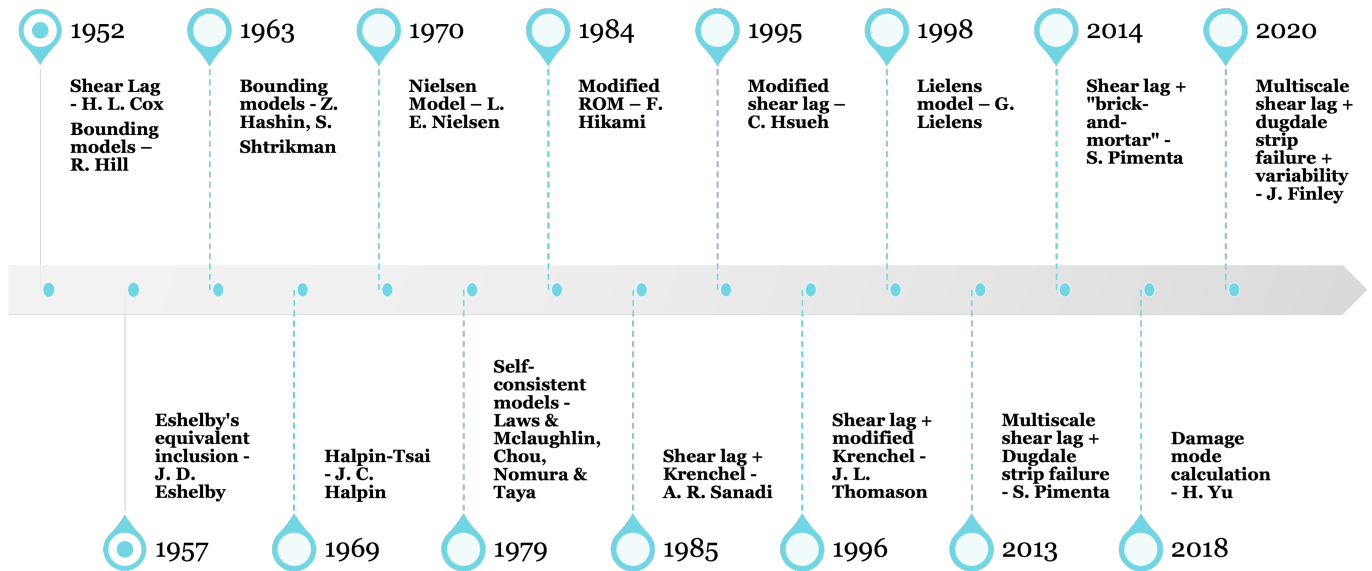 1952
Shear Lag
- H. L. Cox
Bounding
models –
R. Hill
1963
Bounding
models - Z.
Hashin, S.
Shtrikman
1970
Nielsen
Model – L.
E. Nielsen
1984
Modified
ROM – F.
Hikami
1995
Modified
shear lag –
C. Hsueh
1998
Lielens
model – G.
Lielens
2014
Shear lag +
"brick-
and-
mortar" -
S. Pimenta
2020
Multiscale
shear lag +
dugdale
strip
failure +
variability
- J. Finley
Eshelby's
equivalent
inclusion -
J. D.
Eshelby
1957
Halpin-Tsai
- J. C.
Halpin
1969
Self-
consistent
models -
Laws &
Mclaughlin,
Chou,
Nomura &
Taya
1979
Shear lag +
Krenchel -
A. R. Sanadi
1985
Shear lag +
modified
Krenchel -
J. L.
Thomason
1996
Multiscale
shear lag +
Dugdale
strip failure
- S. Pimenta
2013
Damage
mode
calculation
- H. Yu
2018